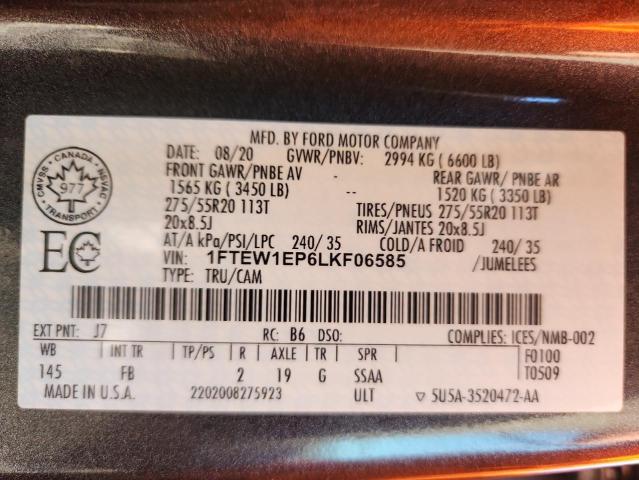 MFD. BY FORD MOTOR COMPANY
DATE: 08/20 GVWR/PNBV: 2994 KG ( 6600 LB)
FRONT GAWR/PNBE AV - REAR GAWR/ PNBE AR
1565 KG ( 3450 LB) -- 1520 KG ( 3350 LB)
275/55R20 113T TIRES/PNEUS 275/55R20 113T
20x8.5J RIMS/JANTES 20x8.5J
AT/A kPa/PSI/LPC 240/ 35 COLD/A FROID 240/ 35
VIN: 1FTEW1EP6LKF06585 /JUMELEES
TYPE: TRU/CAM
CANADA
CMVSS NSVAC
977
TRANSPORT
EC
EXT PNT: J7 RC: B6 DSO: COMPLIES: ICES/NMB-002
WB INT TR TP/PS R AXLE TR SPR F0100
145 FB 2 19 G SSAA T0509
MADE IN U.S.A. 2202008275923 ULT ▽ 5U5A-3520472-AA